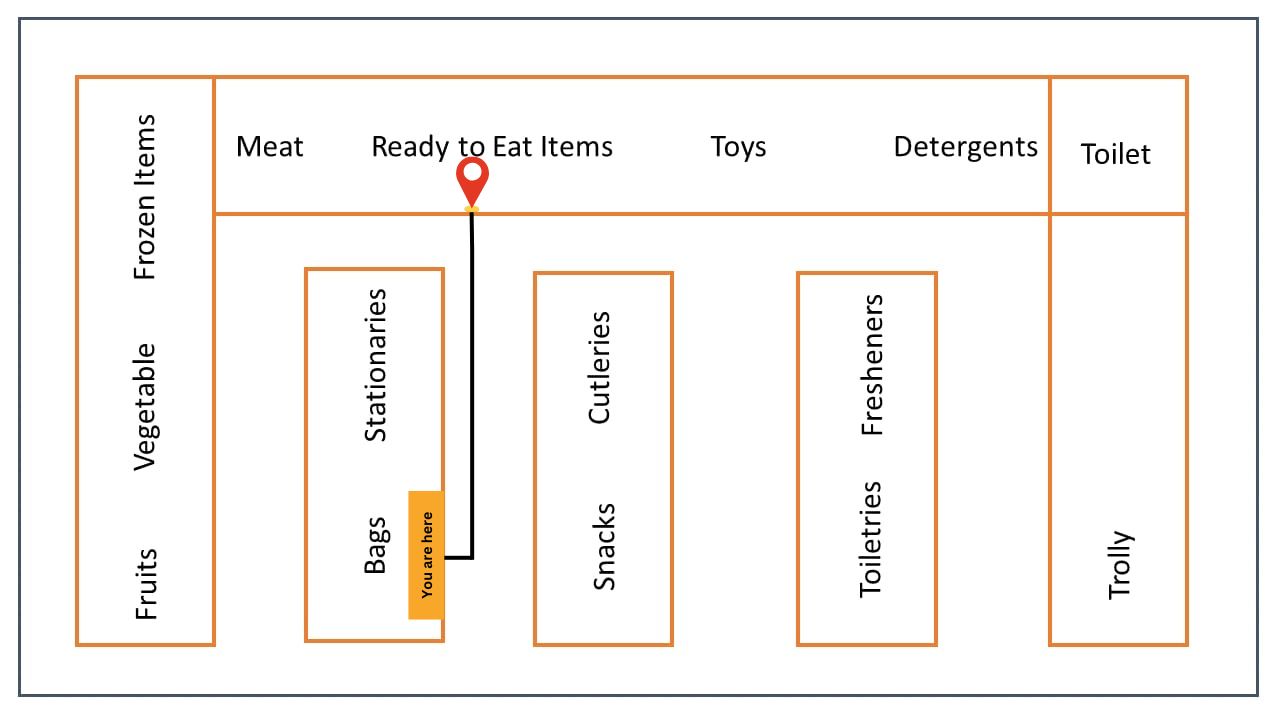 Meat
Ready to Eat Items
Toys
Detergents
Toilet
Frozen Items
Vegetable
Fruits
Stationaries
Bags
You are here
Cutleries
Snacks
Fresheners
Toiletries
Trolly